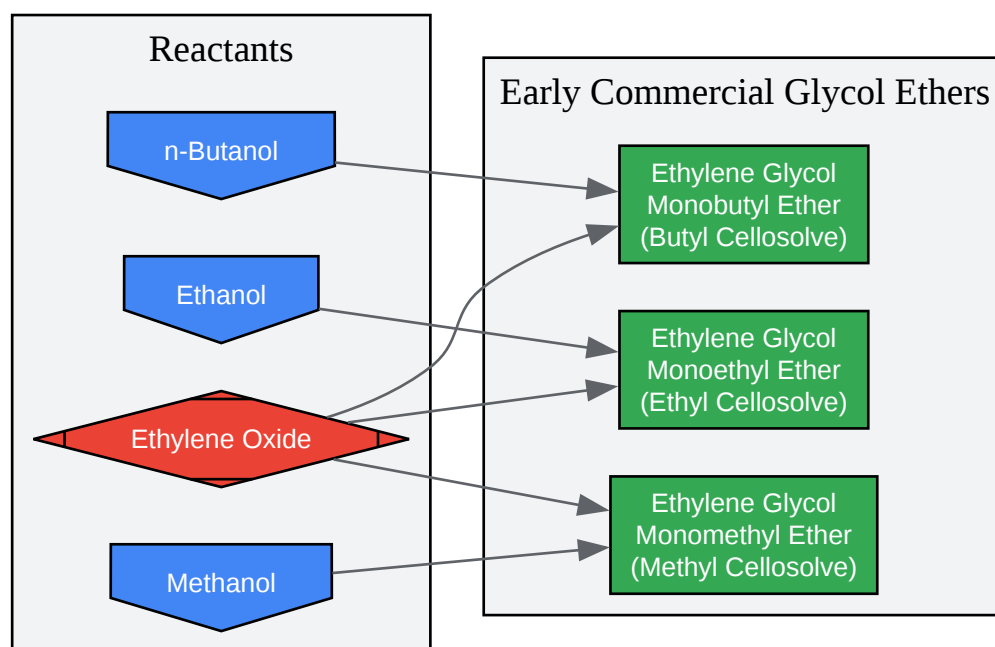 Reactants
n-Butanol
Ethanol
Ethylene Oxide
Methanol
Early Commercial Glycol Ethers
Ethylene Glycol
Monobutyl Ether
(Butyl Cellosolve)
Ethylene Glycol
Monoethyl Ether
(Ethyl Cellosolve)
Ethylene Glycol
Monomethyl Ether
(Methyl Cellosolve)